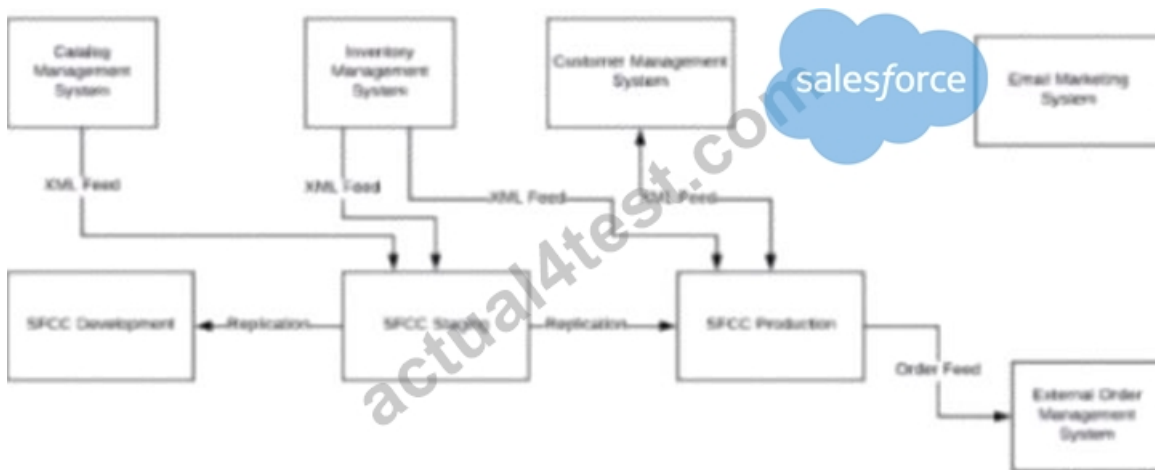 Catalog
Management
System
Inventory
Management
System
Customer Management
System
salesforce
Email Marketing
System
XML Feed
XML Feed
XML Feed
XML Feed
SFCC Development
Replication
SFCC Staging
Replication
SFCC Production
Order Feed
External Order
Management
System
actual4test.com